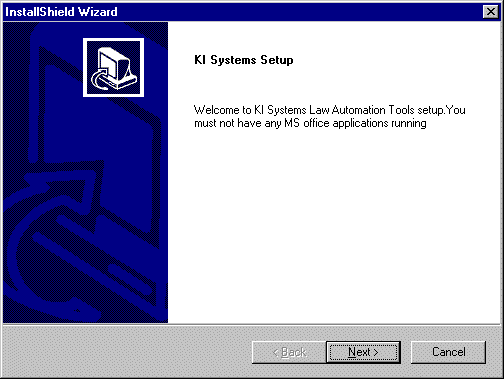 InstallShield Wizard
KI Systems Setup
Welcome to KI Systems Law Automation Tools setup.You
must not have any MS office applications running
< Back
Next >
Cancel